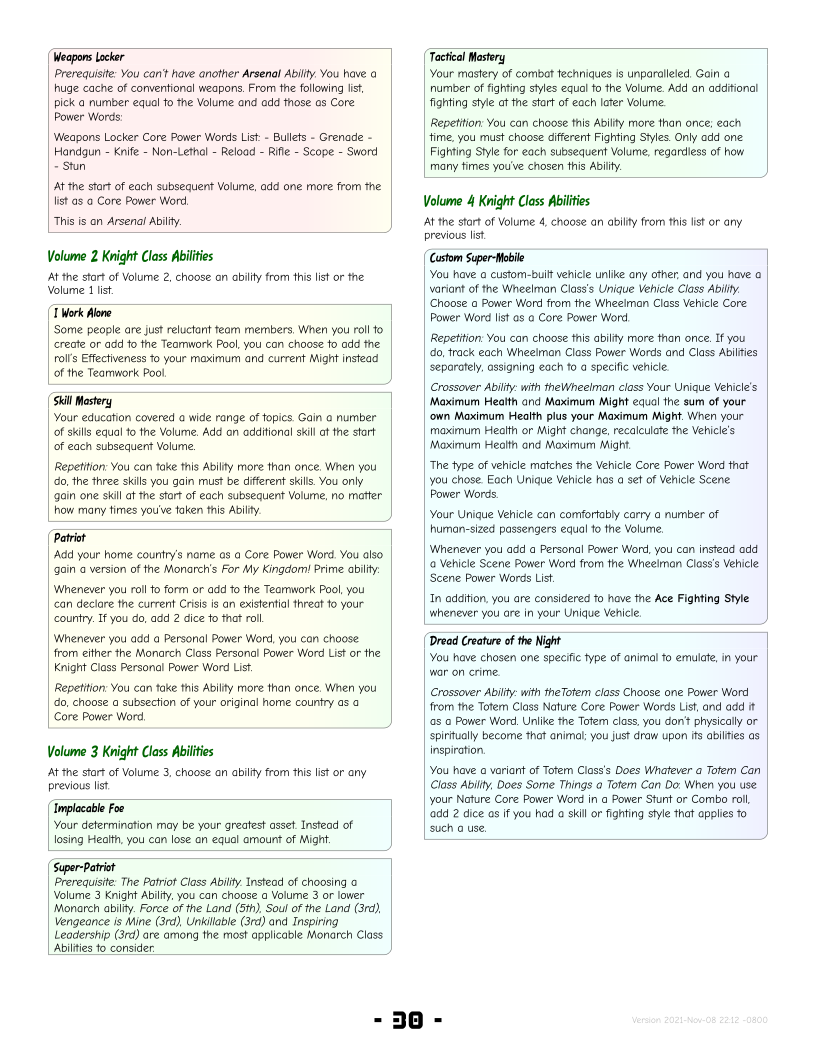 Weapons Locker
Prerequisite: You can't have another Arsenal Ability. You have a
huge cache of conventional weapons. From the following list,
pick a number equal to the Volume and add those as Core
Power Words:
Weapons Locker Core Power Words List: - Bullets - Grenade -
Handgun - Knife - Non-Lethal - Reload - Rifle - Scope - Sword
- Stun
At the start of each subsequent Volume, add one more from the
list as a Core Power Word.
This is an Arsenal Ability.
Volume 2 Knight Class Abilities
At the start of Volume 2, choose an ability from this list or the
Volume 1 list.
I Work Alone
Some people are just reluctant team members. When you roll to
create or add to the Teamwork Pool, you can choose to add the
roll's Effectiveness to your maximum and current Might instead
of the Teamwork Pool.
Skill Mastery
Your education covered a wide range of topics. Gain a number
of skills equal to the Volume. Add an additional skill at the start
of each subsequent Volume.
Repetition: You can take this Ability more than once. When you
do, the three skills you gain must be different skills. You only
gain one skill at the start of each subsequent Volume, no matter
how many times you've taken this Ability.
Patriot
Add your home country's name as a Core Power Word. You also
gain a version of the Monarch's For My Kingdom! Prime ability:
Whenever you roll to form or add to the Teamwork Pool, you
can declare the current Crisis is an existential threat to your
country. If you do, add 2 dice to that roll.
Whenever you add a Personal Power Word, you can choose
from either the Monarch Class Personal Power Word List or the
Knight Class Personal Power Word List.
Repetition: You can take this Ability more than once. When you
do, choose a subsection of your original home country as a
Core Power Word.
Volume 3 Knight Class Abilities
At the start of Volume 3, choose an ability from this list or any
previous list.
Implacable Foe
Your determination may be your greatest asset. Instead of
losing Health, you can lose an equal amount of Might.
Super-Patriot
Prerequisite: The Patriot Class Ability. Instead of choosing a
Volume 3 Knight Ability, you can choose a Volume 3 or lower
Monarch ability. Force of the Land (5th), Soul of the Land (3rd),
Vengeance is Mine (3rd), Unkillable (3rd) and Inspiring
Leadership (3rd) are among the most applicable Monarch Class
Abilities to consider.
Tactical Mastery
Your mastery of combat techniques is unparalleled. Gain a
number of fighting styles equal to the Volume. Add an additional
fighting style at the start of each later Volume.
Repetition: You can choose this Ability more than once; each
time, you must choose different Fighting Styles. Only add one
Fighting Style for each subsequent Volume, regardless of how
many times you've chosen this Ability.
Volume 4 Knight Class Abilities
At the start of Volume 4, choose an ability from this list or any
previous list.
Custom Super-Mobile
You have a custom-built vehicle unlike any other, and you have a
variant of the Wheelman Class's Unique Vehicle Class Ability.
Choose a Power Word from the Wheelman Class Vehicle Core
Power Word list as a Core Power Word.
Repetition: You can choose this ability more than once. If you
do, track each Wheelman Class Power Words and Class Abilities
separately, assigning each to a specific vehicle.
Crossover Ability: with theWheelman class Your Unique Vehicle's
Maximum Health and Maximum Might equal the sum of your
own Maximum Health plus your Maximum Might. When your
maximum Health or Might change, recalculate the Vehicle's
Maximum Health and Maximum Might.
The type of vehicle matches the Vehicle Core Power Word that
you chose. Each Unique Vehicle has a set of Vehicle Scene
Power Words.
Your Unique Vehicle can comfortably carry a number of
human-sized passengers equal to the Volume.
Whenever you add a Personal Power Word, you can instead add
a Vehicle Scene Power Word from the Wheelman Class's Vehicle
Scene Power Words List.
In addition, you are considered to have the Ace Fighting Style
whenever you are in your Unique Vehicle.
Dread Creature of the Night
You have chosen one specific type of animal to emulate, in your
war on crime.
Crossover Ability: with theTotem class Choose one Power Word
from the Totem Class Nature Core Power Words List, and add it
as a Power Word. Unlike the Totem class, you don't physically or
spiritually become that animal; you just draw upon its abilities as
inspiration.
You have a variant of Totem Class's Does Whatever a Totem Can
Class Ability, Does Some Things a Totem Can Do: When you use
your Nature Core Power Word in a Power Stunt or Combo roll,
add 2 dice as if you had a skill or fighting style that applies to
such a use.
- 30 -
Version 2021-Nov-08 22:12 -0800